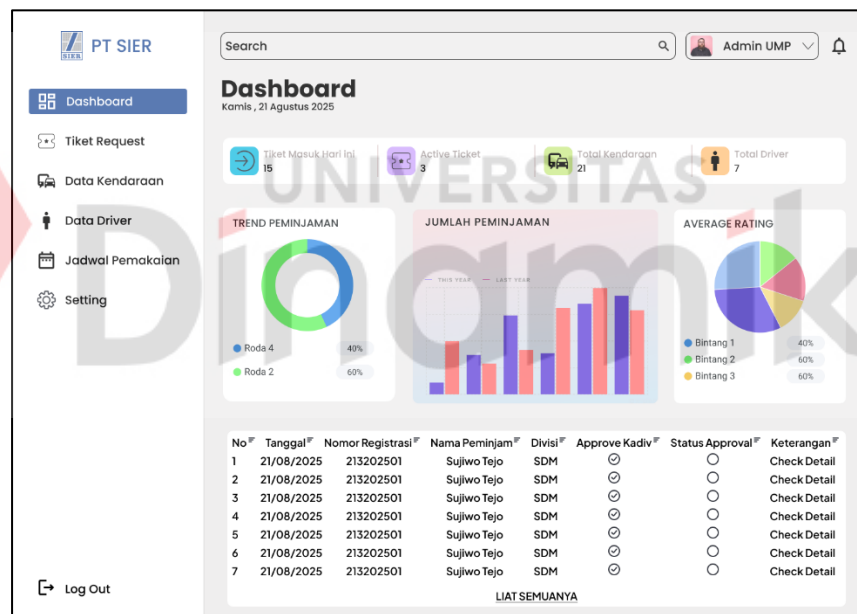 SIER
PT SIER
Search
Admin UMP
Dashboard
Tiket Request
Data Kendaraan
Data Driver
Jadwal Pemakaian
Setting
Log Out
Dashboard
Kamis , 21 Agustus 2025
Tiket Masuk Hari ini
15
Active Ticket
3
Total Kendaraan
21
Total Driver
7
UNIVERSITAS
Dinamika
TREND PEMINJAMAN
Roda 4 40%
Roda 2 60%
JUMLAH PEMINJAMAN
THIS YEAR LAST YEAR
AVERAGE RATING
Bintang 1 40%
Bintang 2 60%
Bintang 3 60%
No Tanggal Nomor Registrasi Nama Peminjam Divisi Approve Kadiv Status Approval Keterangan
1 21/08/2025 213202501 Sujiwo Tejo SDM Check Detail
2 21/08/2025 213202501 Sujiwo Tejo SDM Check Detail
3 21/08/2025 213202501 Sujiwo Tejo SDM Check Detail
4 21/08/2025 213202501 Sujiwo Tejo SDM Check Detail
5 21/08/2025 213202501 Sujiwo Tejo SDM Check Detail
6 21/08/2025 213202501 Sujiwo Tejo SDM Check Detail
7 21/08/2025 213202501 Sujiwo Tejo SDM Check Detail
LIAT SEMUANYA